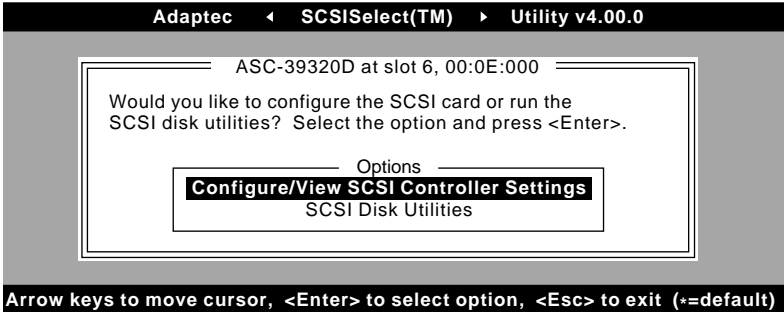 Adaptec ◂ SCSISelect(TM) ▸ Utility v4.00.0
ASC-39320D at slot 6, 00:0E:000
Would you like to configure the SCSI card or run the
SCSI disk utilities? Select the option and press <Enter>.
Options
Configure/View SCSI Controller Settings
SCSI Disk Utilities
Arrow keys to move cursor, <Enter> to select option, <Esc> to exit (*=default)